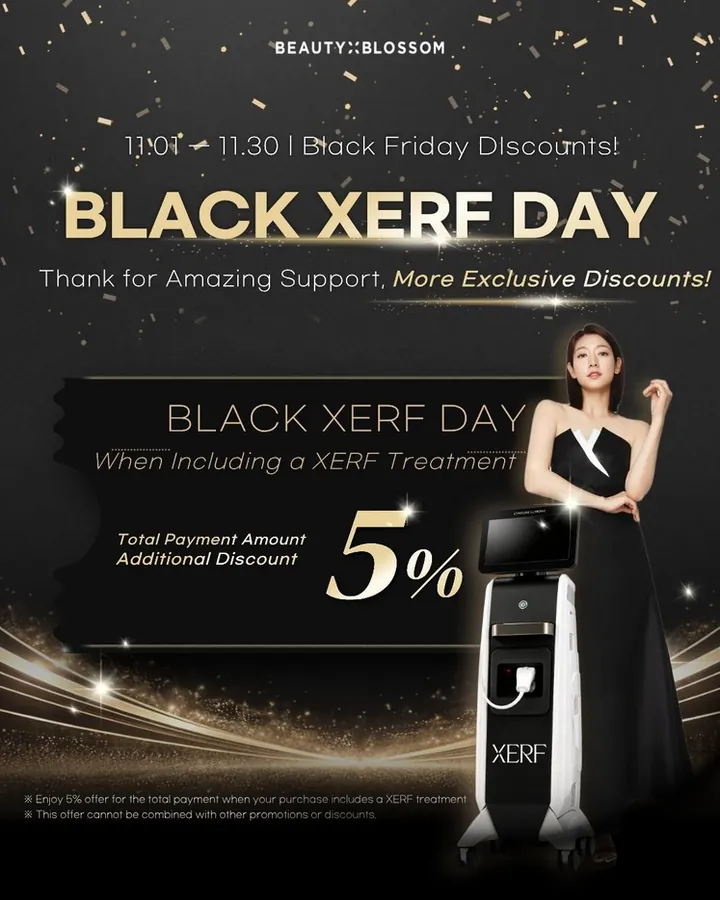 BEAUTY⁙BLOSSOM
11.01 – 11.30 | Black Friday DIscounts!
BLACK XERF DAY
Thank for Amazing Support, More Exclusive Discounts!
BLACK XERF DAY
When Including a XERF Treatment
Total Payment Amount
Additional Discount
5%
XERF
※ Enjoy 5% offer for the total payment when your purchase includes a XERF treatment
※ This offer cannot be combined with other promotions or discounts.